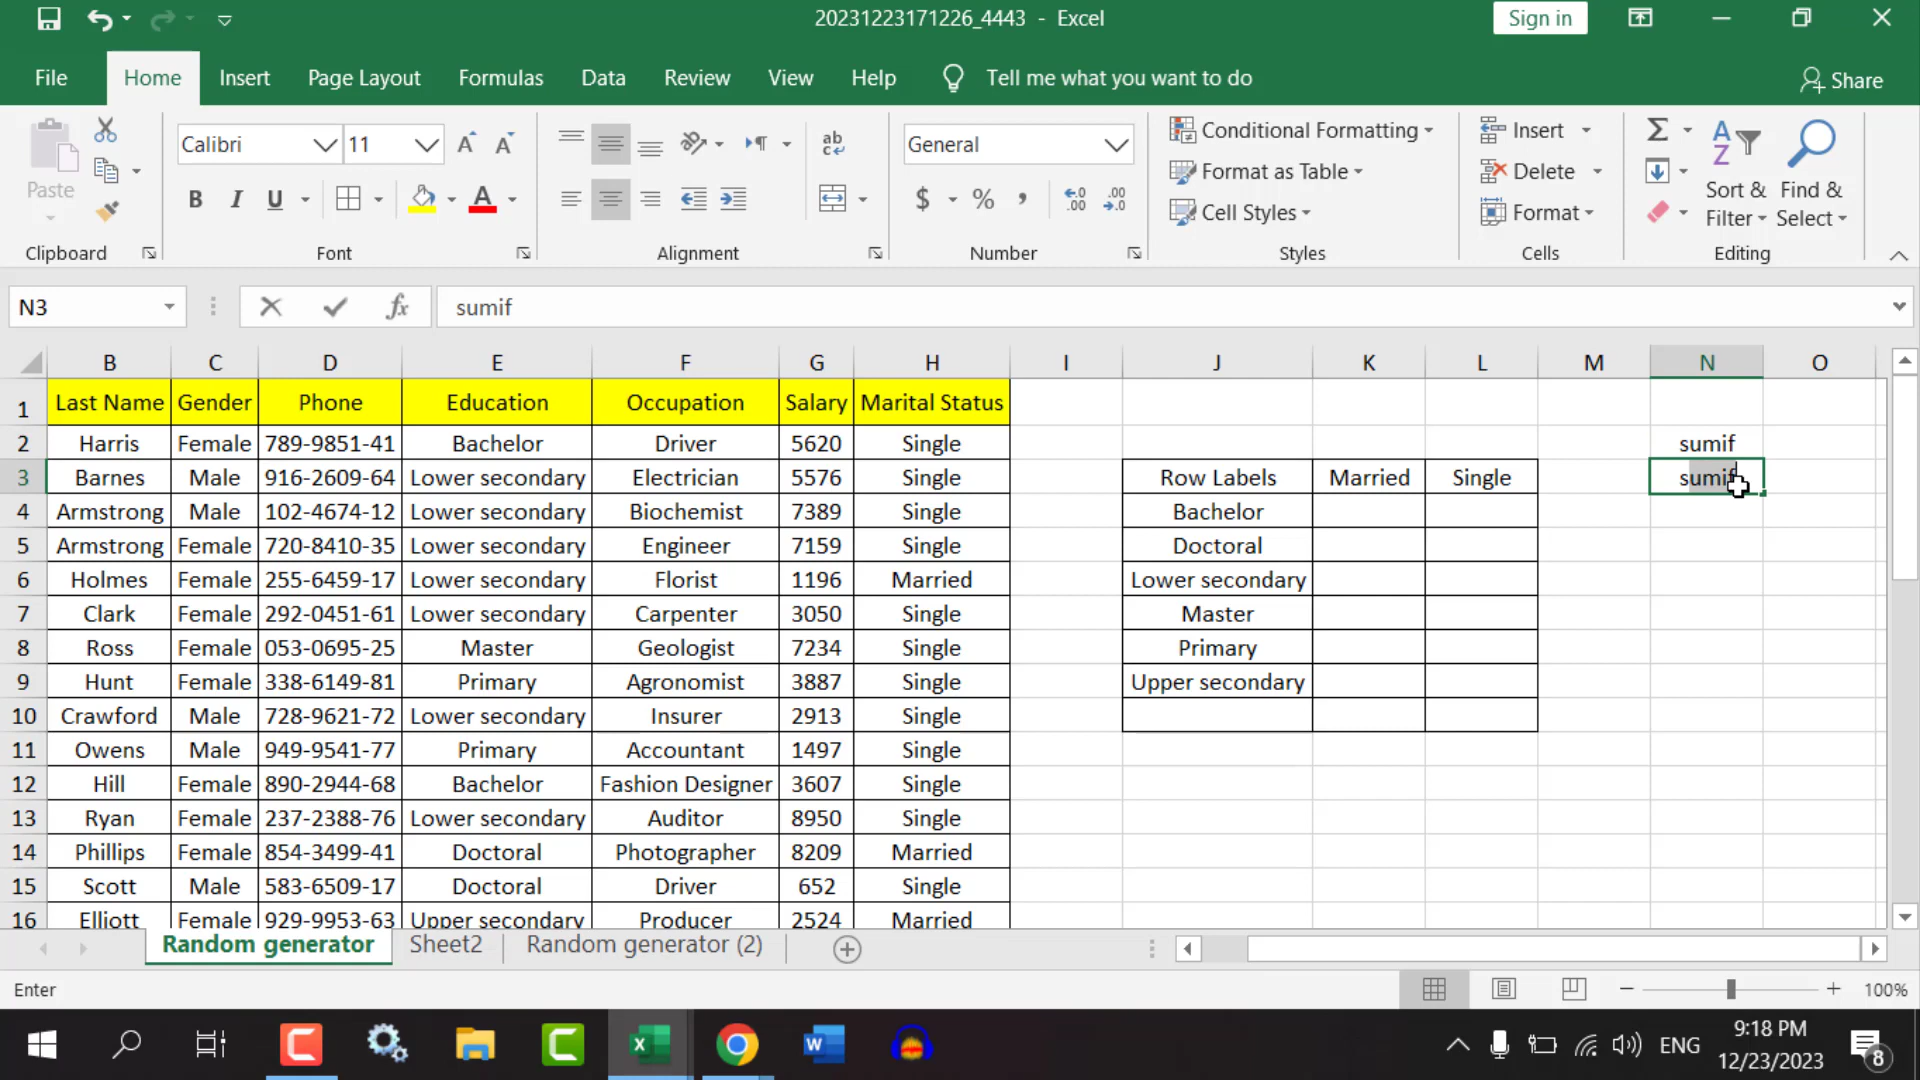 20231223171226_4443 - Excel
Sign in
File Home Insert Page Layout Formulas Data Review View Help Tell me what you want to do Share
Paste
Clipboard
Calibri 11
B I U A
Font
ab
Alignment
General
$ % ,
Number
Conditional Formatting
Format as Table
Cell Styles
Styles
Insert
Delete
Format
Cells
Sort & Filter
Find & Select
Editing
N3 fx sumif
B C D E F G H I J K L M N O
1 Last Name Gender Phone Education Occupation Salary Marital Status
2 Harris Female 789-9851-41 Bachelor Driver 5620 Single sumif
3 Barnes Male 916-2609-64 Lower secondary Electrician 5576 Single Row Labels Married Single sumif
4 Armstrong Male 102-4674-12 Lower secondary Biochemist 7389 Single Bachelor
5 Armstrong Female 720-8410-35 Lower secondary Engineer 7159 Single Doctoral
6 Holmes Female 255-6459-17 Lower secondary Florist 1196 Married Lower secondary
7 Clark Female 292-0451-61 Lower secondary Carpenter 3050 Single Master
8 Ross Female 053-0695-25 Master Geologist 7234 Single Primary
9 Hunt Female 338-6149-81 Primary Agronomist 3887 Single Upper secondary
10 Crawford Male 728-9621-72 Lower secondary Insurer 2913 Single
11 Owens Male 949-9541-77 Primary Accountant 1497 Single
12 Hill Female 890-2944-68 Bachelor Fashion Designer 3607 Single
13 Ryan Female 237-2388-76 Lower secondary Auditor 8950 Single
14 Phillips Female 854-3499-41 Doctoral Photographer 8209 Married
15 Scott Male 583-6509-17 Doctoral Driver 652 Single
16 Elliott Female 929-9953-63 Upper secondary Producer 2524 Married
Random generator Sheet2 Random generator (2)
Enter 100%
ENG
9:18 PM
12/23/2023
8